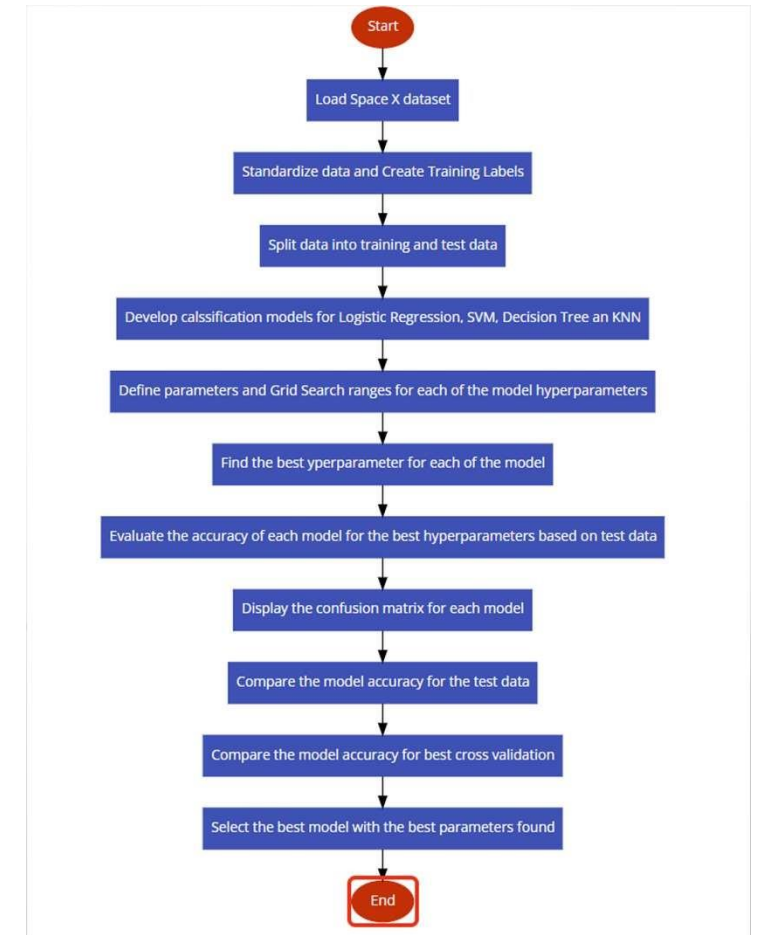 Start
Load Space X dataset
Standardize data and Create Training Labels
Split data into training and test data
Develop calssification models for Logistic Regression, SVM, Decision Tree an KNN
Define parameters and Grid Search ranges for each of the model hyperparameters
Find the best yperparameter for each of the model
Evaluate the accuracy of each model for the best hyperparameters based on test data
Display the confusion matrix for each model
Compare the model accuracy for the test data
Compare the model accuracy for best cross validation
Select the best model with the best parameters found
End